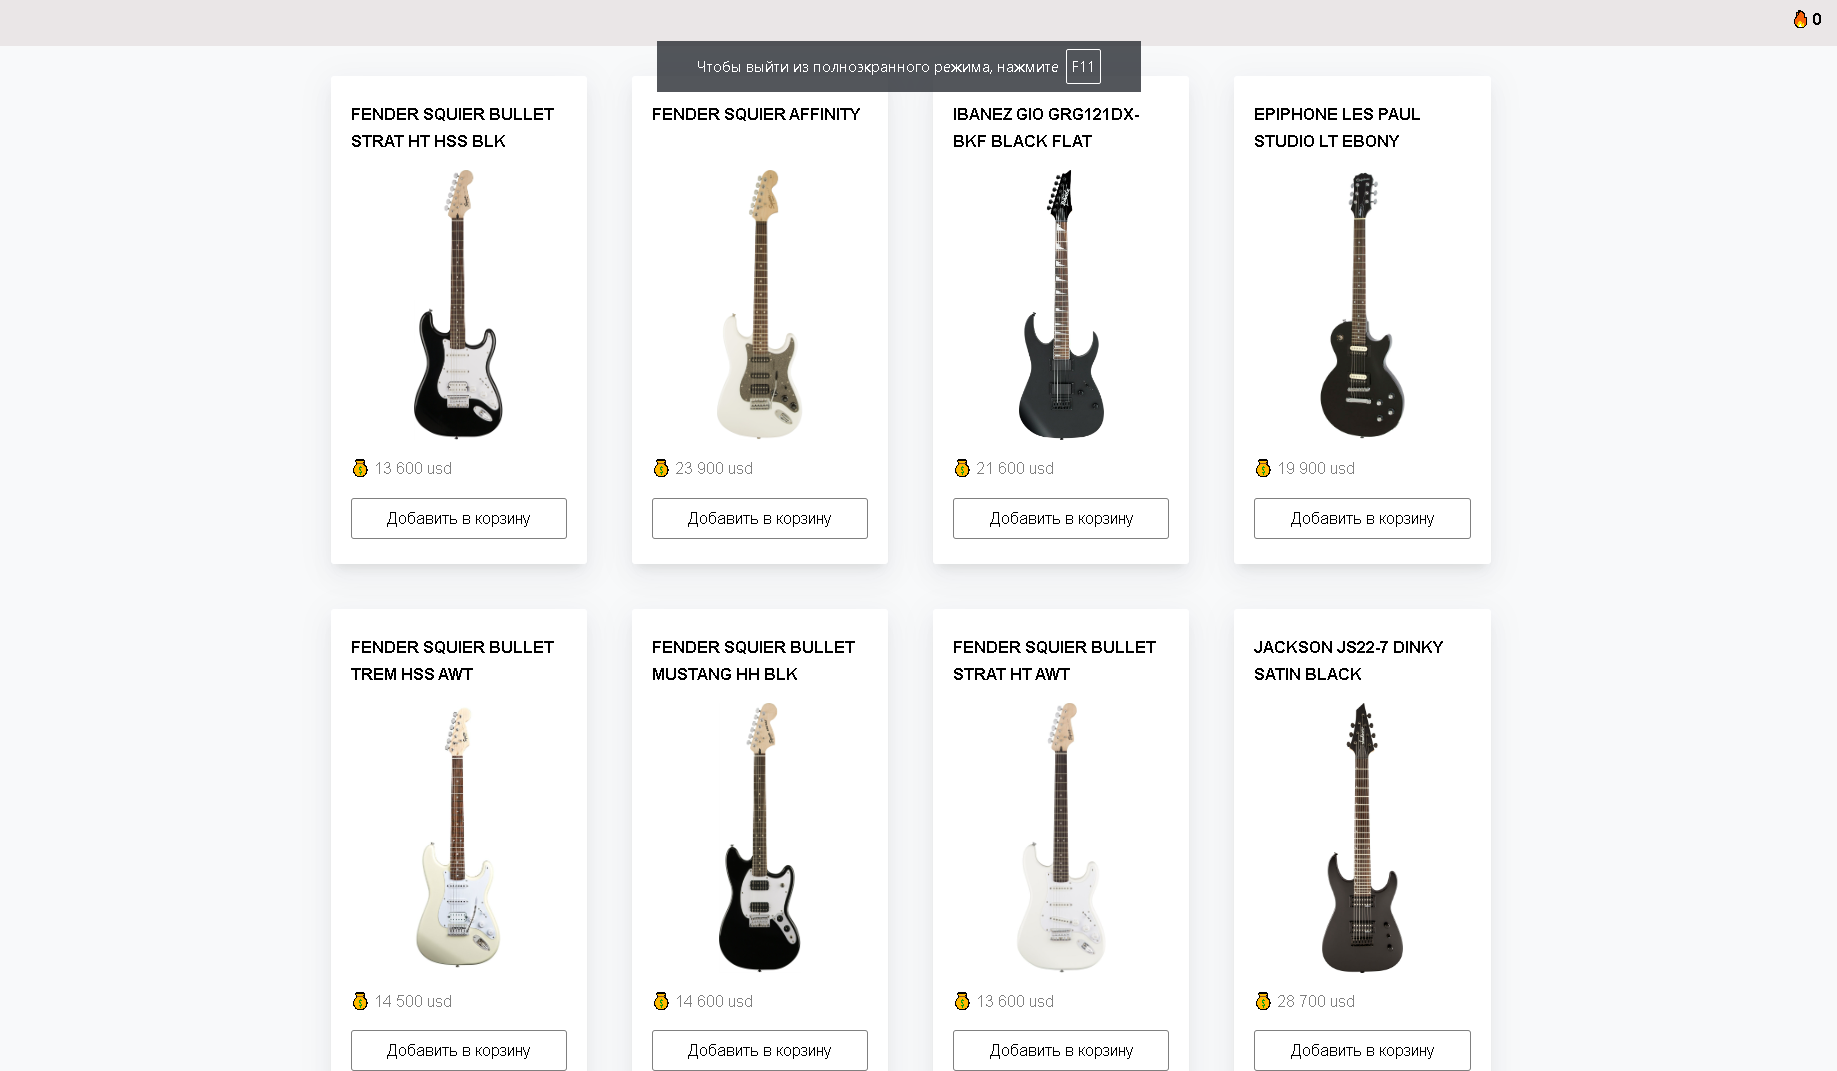 0
Чтобы выйти из полноэкранного режима, нажмите F11
FENDER SQUIER BULLET
STRAT HT HSS BLK
13 600 usd
Добавить в корзину
FENDER SQUIER AFFINITY
23 900 usd
Добавить в корзину
IBANEZ GIO GRG121DX-
BKF BLACK FLAT
21 600 usd
Добавить в корзину
EPIPHONE LES PAUL
STUDIO LT EBONY
19 900 usd
Добавить в корзину
FENDER SQUIER BULLET
TREM HSS AWT
14 500 usd
Добавить в корзину
FENDER SQUIER BULLET
MUSTANG HH BLK
14 600 usd
Добавить в корзину
FENDER SQUIER BULLET
STRAT HT AWT
13 600 usd
Добавить в корзину
JACKSON JS22-7 DINKY
SATIN BLACK
28 700 usd
Добавить в корзину